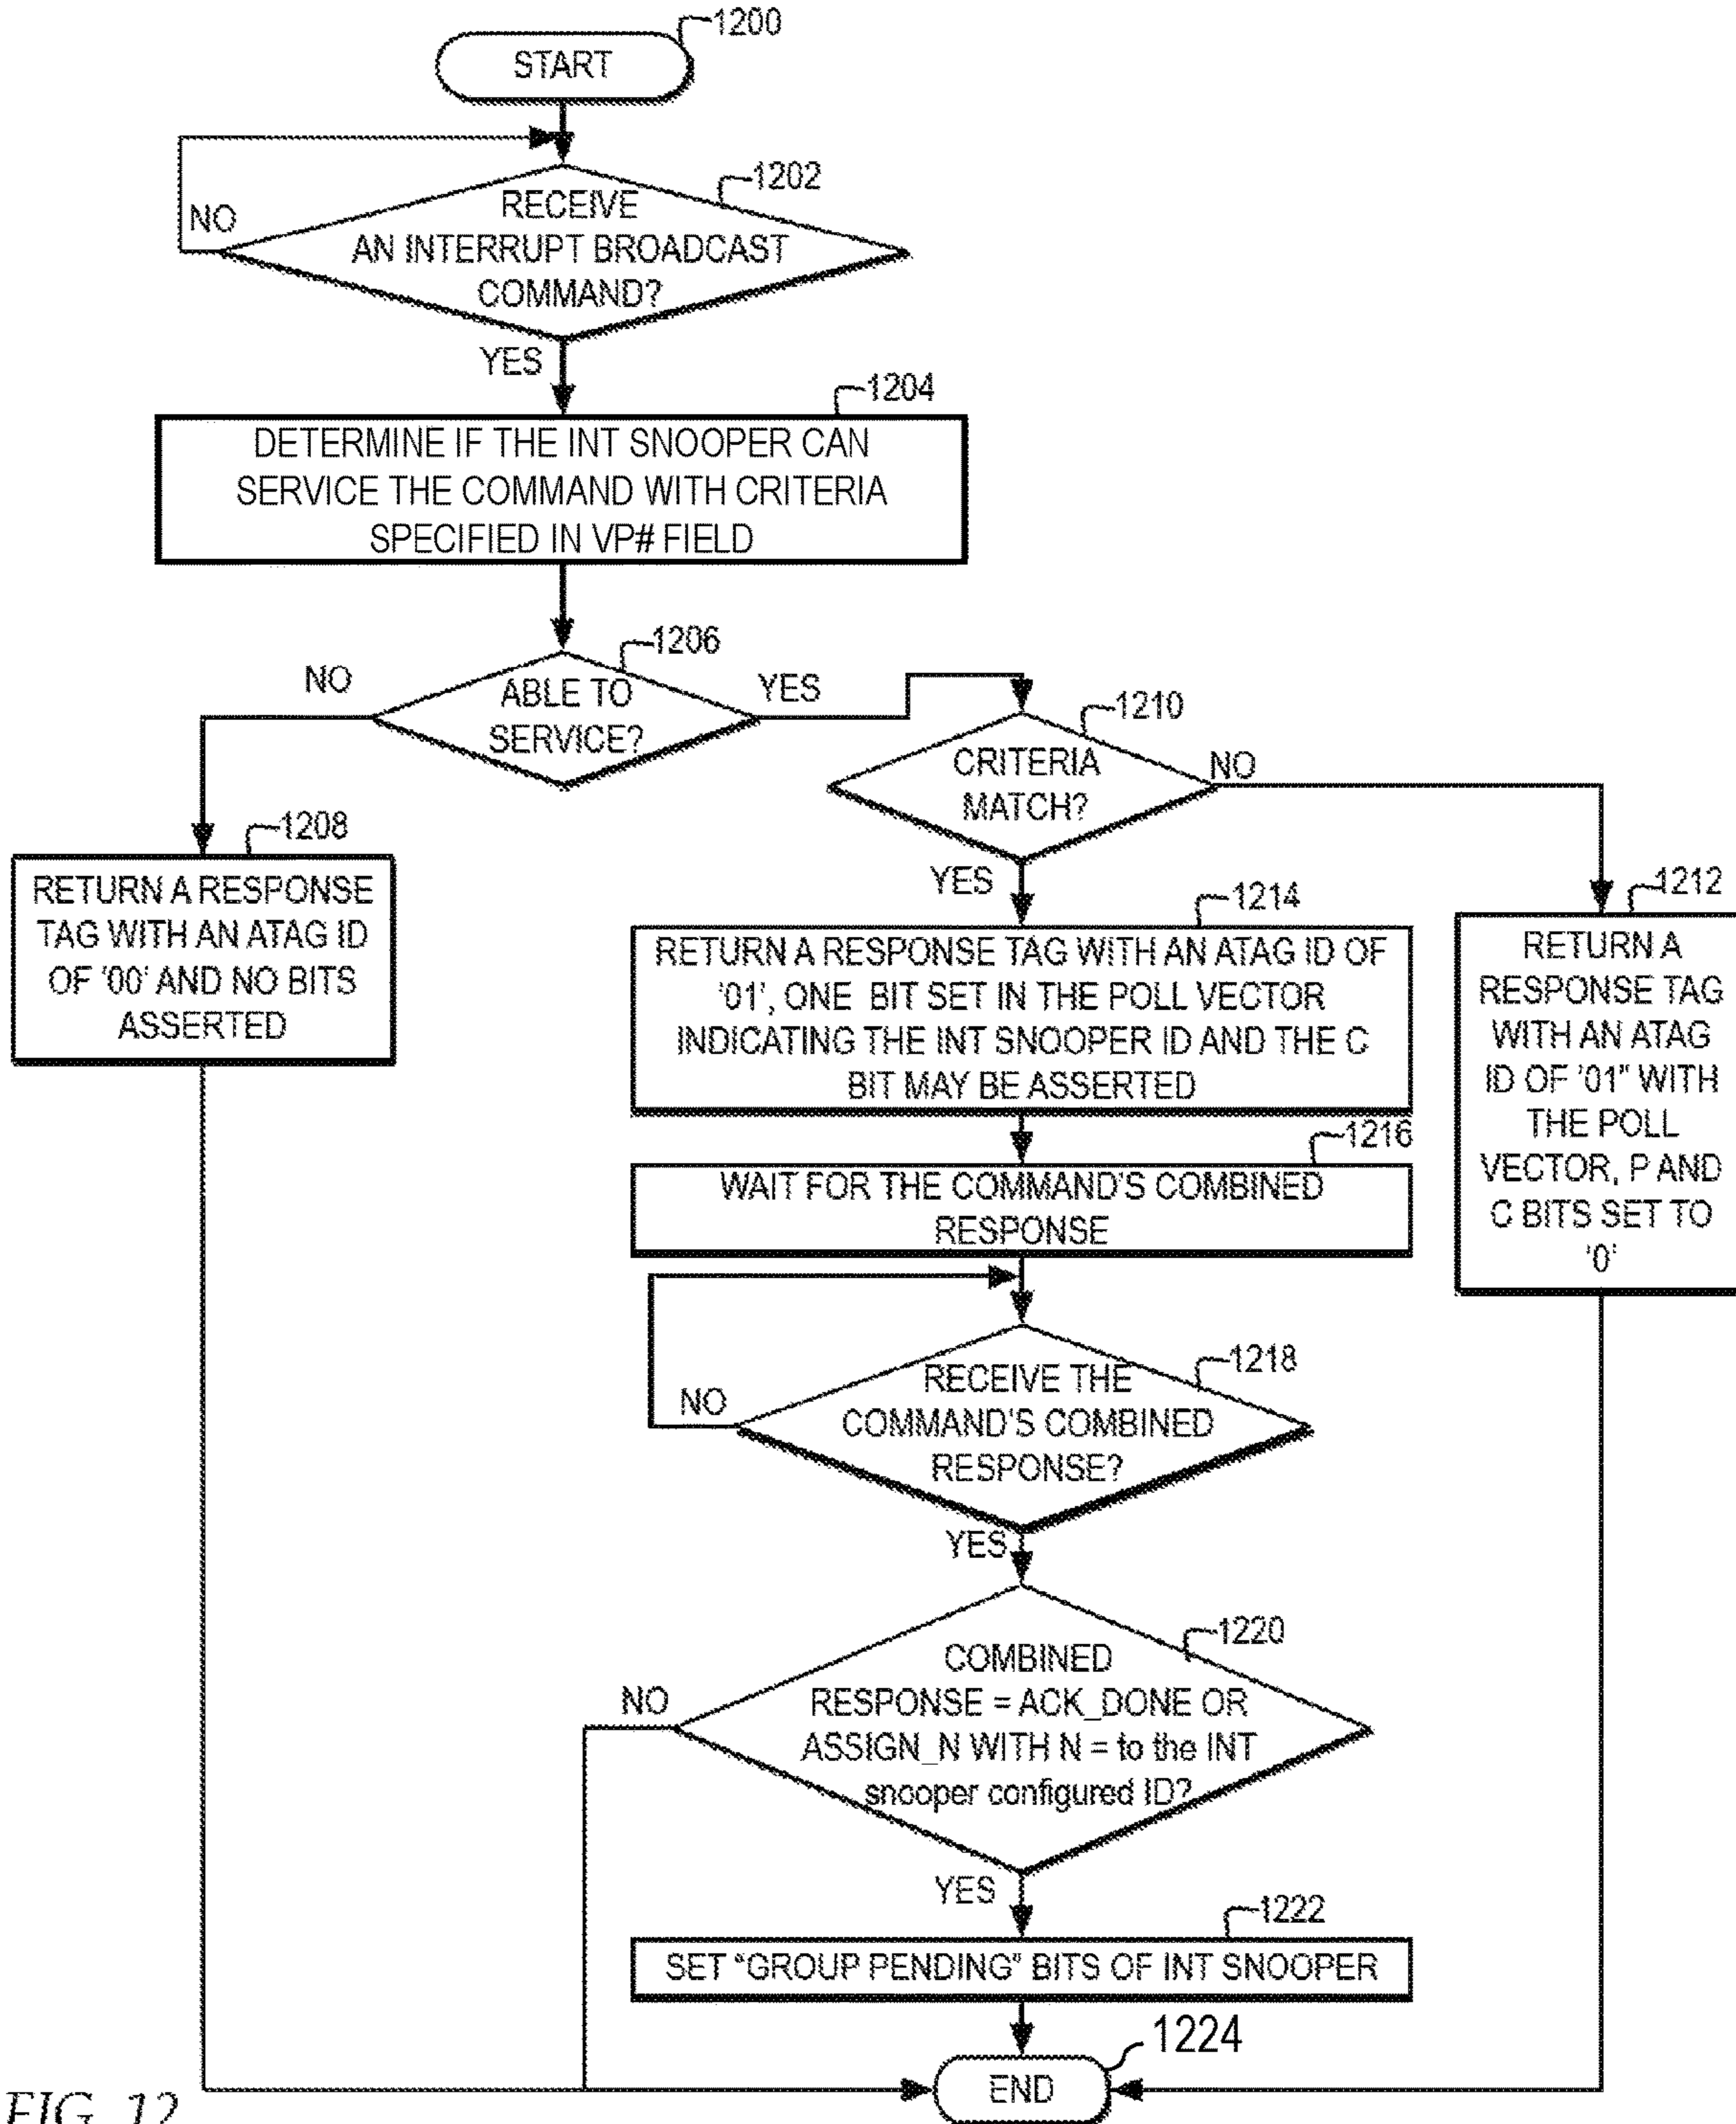 1200
START
1202
RECEIVE
AN INTERRUPT BROADCAST
COMMAND?
NO
YES
1204
DETERMINE IF THE INT SNOOPER CAN
SERVICE THE COMMAND WITH CRITERIA
SPECIFIED IN VP# FIELD
1206
NO
ABLE TO
SERVICE?
YES
1210
CRITERIA
MATCH?
NO
YES
1208
RETURN A RESPONSE
TAG WITH AN ATAG ID
OF '00' AND NO BITS
ASSERTED
1214
RETURN A RESPONSE TAG WITH AN ATAG ID OF
'01', ONE BIT SET IN THE POLL VECTOR
INDICATING THE INT SNOOPER ID AND THE C
BIT MAY BE ASSERTED
1212
RETURN A
RESPONSE TAG
WITH AN ATAG
ID OF '01" WITH
THE POLL
VECTOR, P AND
C BITS SET TO
'0'
1216
WAIT FOR THE COMMAND'S COMBINED
RESPONSE
1218
RECEIVE THE
COMMAND'S COMBINED
RESPONSE?
NO
YES
1220
COMBINED
RESPONSE = ACK_DONE OR
ASSIGN_N WITH N = to the INT
snooper configured ID?
NO
YES
1222
SET "GROUP PENDING" BITS OF INT SNOOPER
1224
END
FIG. 12